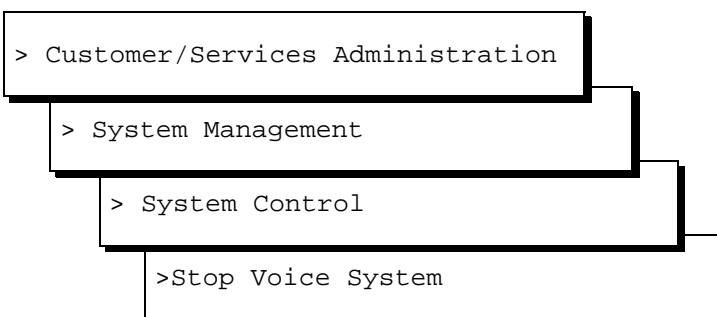 > Customer/Services Administration
> System Management
> System Control
>Stop Voice System